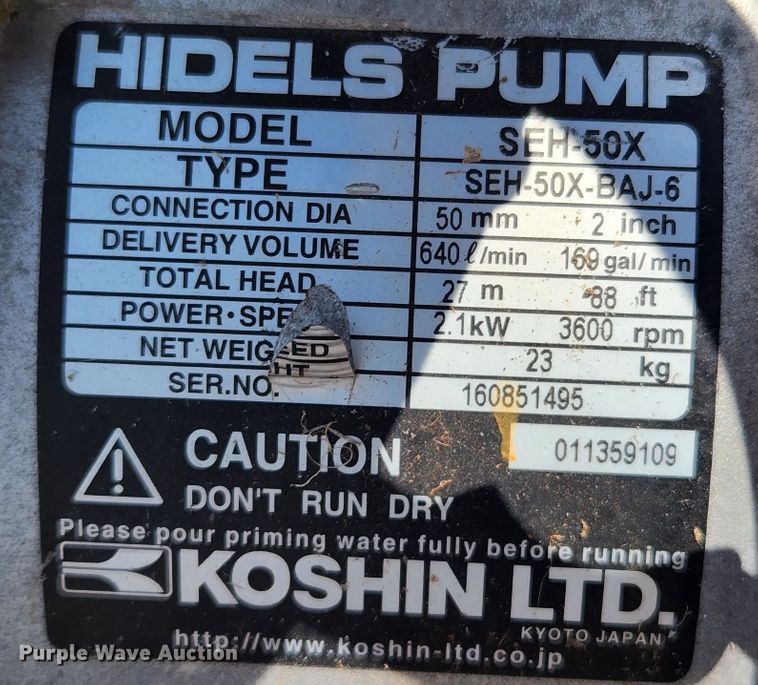 HIDELS PUMP
MODEL SEH-50X
TYPE SEH-50X-BAJ-6
CONNECTION DIA 50 mm 2 inch
DELIVERY VOLUME 640 ℓ/min 169 gal/min
TOTAL HEAD 27 m 88 ft
POWER・SPEED 2.1kW 3600 rpm
NET WEIGHT 23 kg
SER.NO. 160851495
011359109
CAUTION
DON'T RUN DRY
Please pour priming water fully before running
KOSHIN LTD.
KYOTO JAPAN
http://www.koshin-ltd.co.jp
Purple Wave Auction